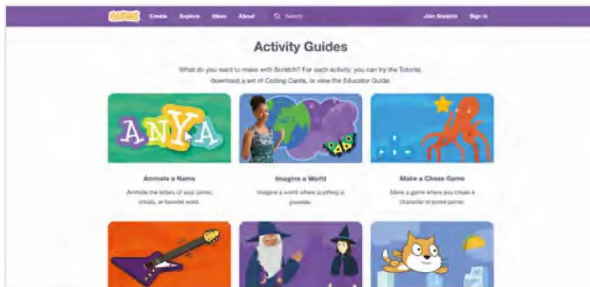 SCRATCH Create Explore Ideas About Search Join Scratch Sign in
Activity Guides
What do you want to make with Scratch? For each activity, you can try the Tutorial,
download a set of Coding Cards, or view the Educator Guide.
ANYA
Animate a Name
Animate the letters of your name,
initials, or favorite word.
Imagine a World
Imagine a world where anything is
possible.
Make a Chase Game
Make a game where you chase a
character to score points.